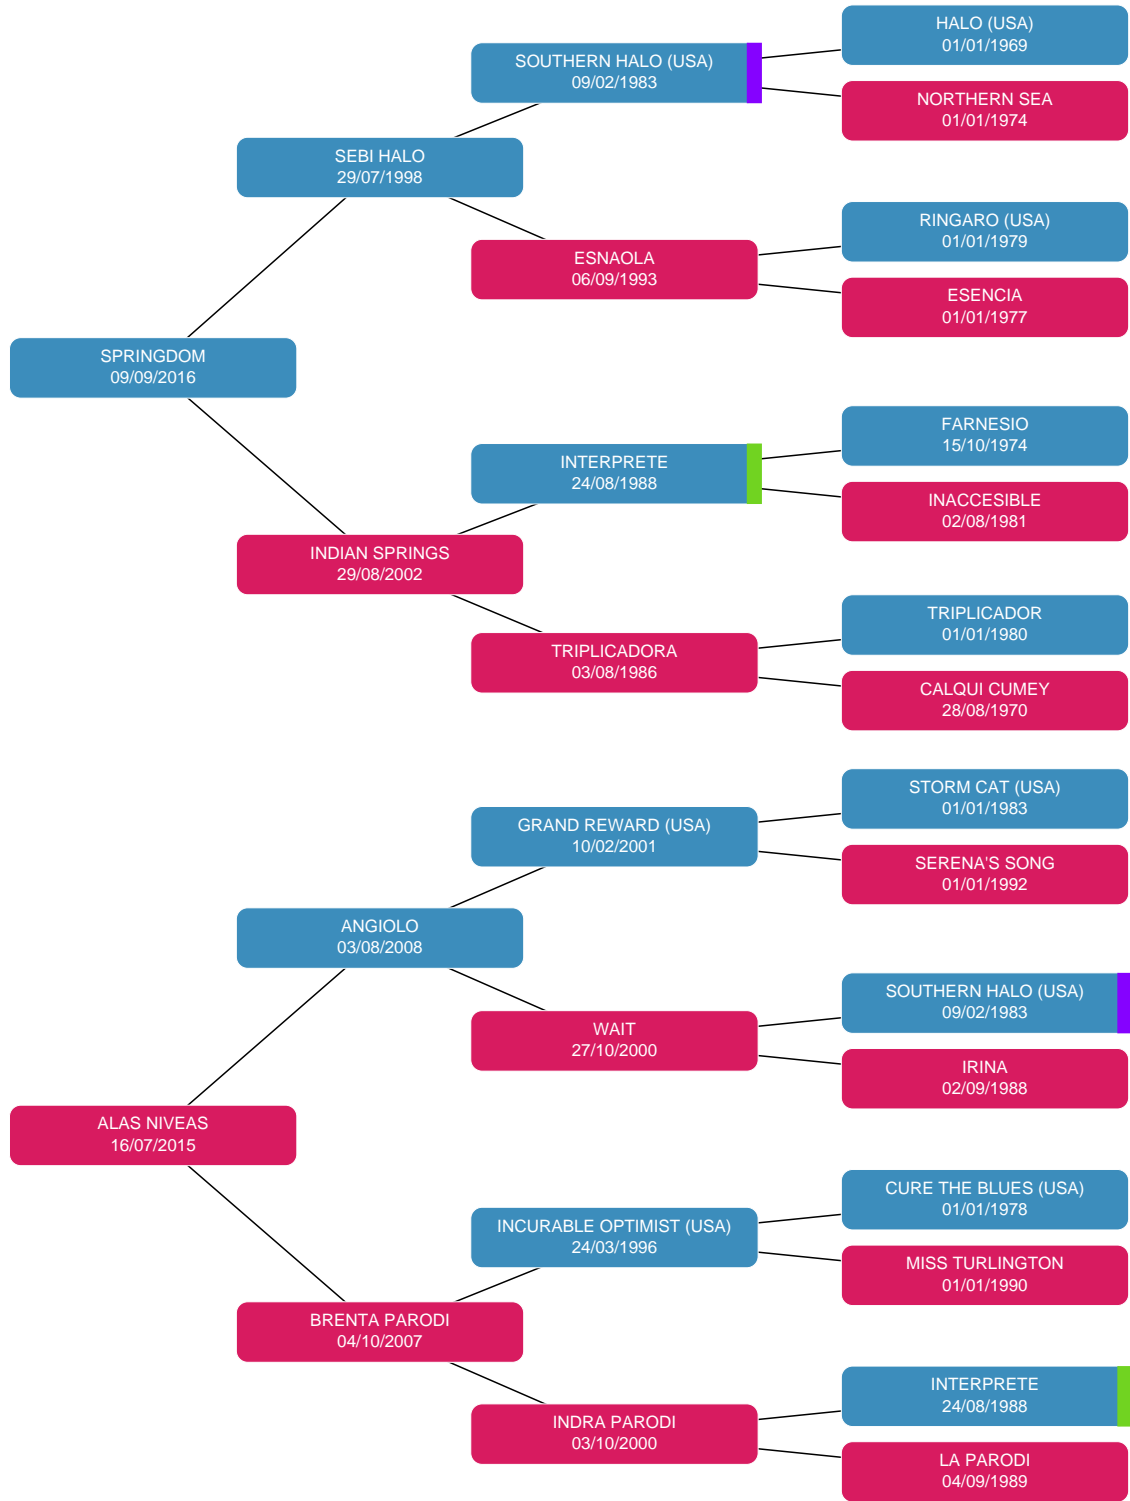 HALO (USA)
01/01/1969
SOUTHERN HALO (USA)
09/02/1983
NORTHERN SEA
01/01/1974
SEBI HALO
29/07/1998
RINGARO (USA)
01/01/1979
ESNAOLA
06/09/1993
ESENCIA
01/01/1977
SPRINGDOM
09/09/2016
FARNESIO
15/10/1974
INTERPRETE
24/08/1988
INACCESIBLE
02/08/1981
INDIAN SPRINGS
29/08/2002
TRIPLICADOR
01/01/1980
TRIPLICADORA
03/08/1986
CALQUI CUMEY
28/08/1970
STORM CAT (USA)
01/01/1983
GRAND REWARD (USA)
10/02/2001
SERENA'S SONG
01/01/1992
ANGIOLO
03/08/2008
SOUTHERN HALO (USA)
09/02/1983
WAIT
27/10/2000
IRINA
02/09/1988
ALAS NIVEAS
16/07/2015
CURE THE BLUES (USA)
01/01/1978
INCURABLE OPTIMIST (USA)
24/03/1996
MISS TURLINGTON
01/01/1990
BRENTA PARODI
04/10/2007
INTERPRETE
24/08/1988
INDRA PARODI
03/10/2000
LA PARODI
04/09/1989